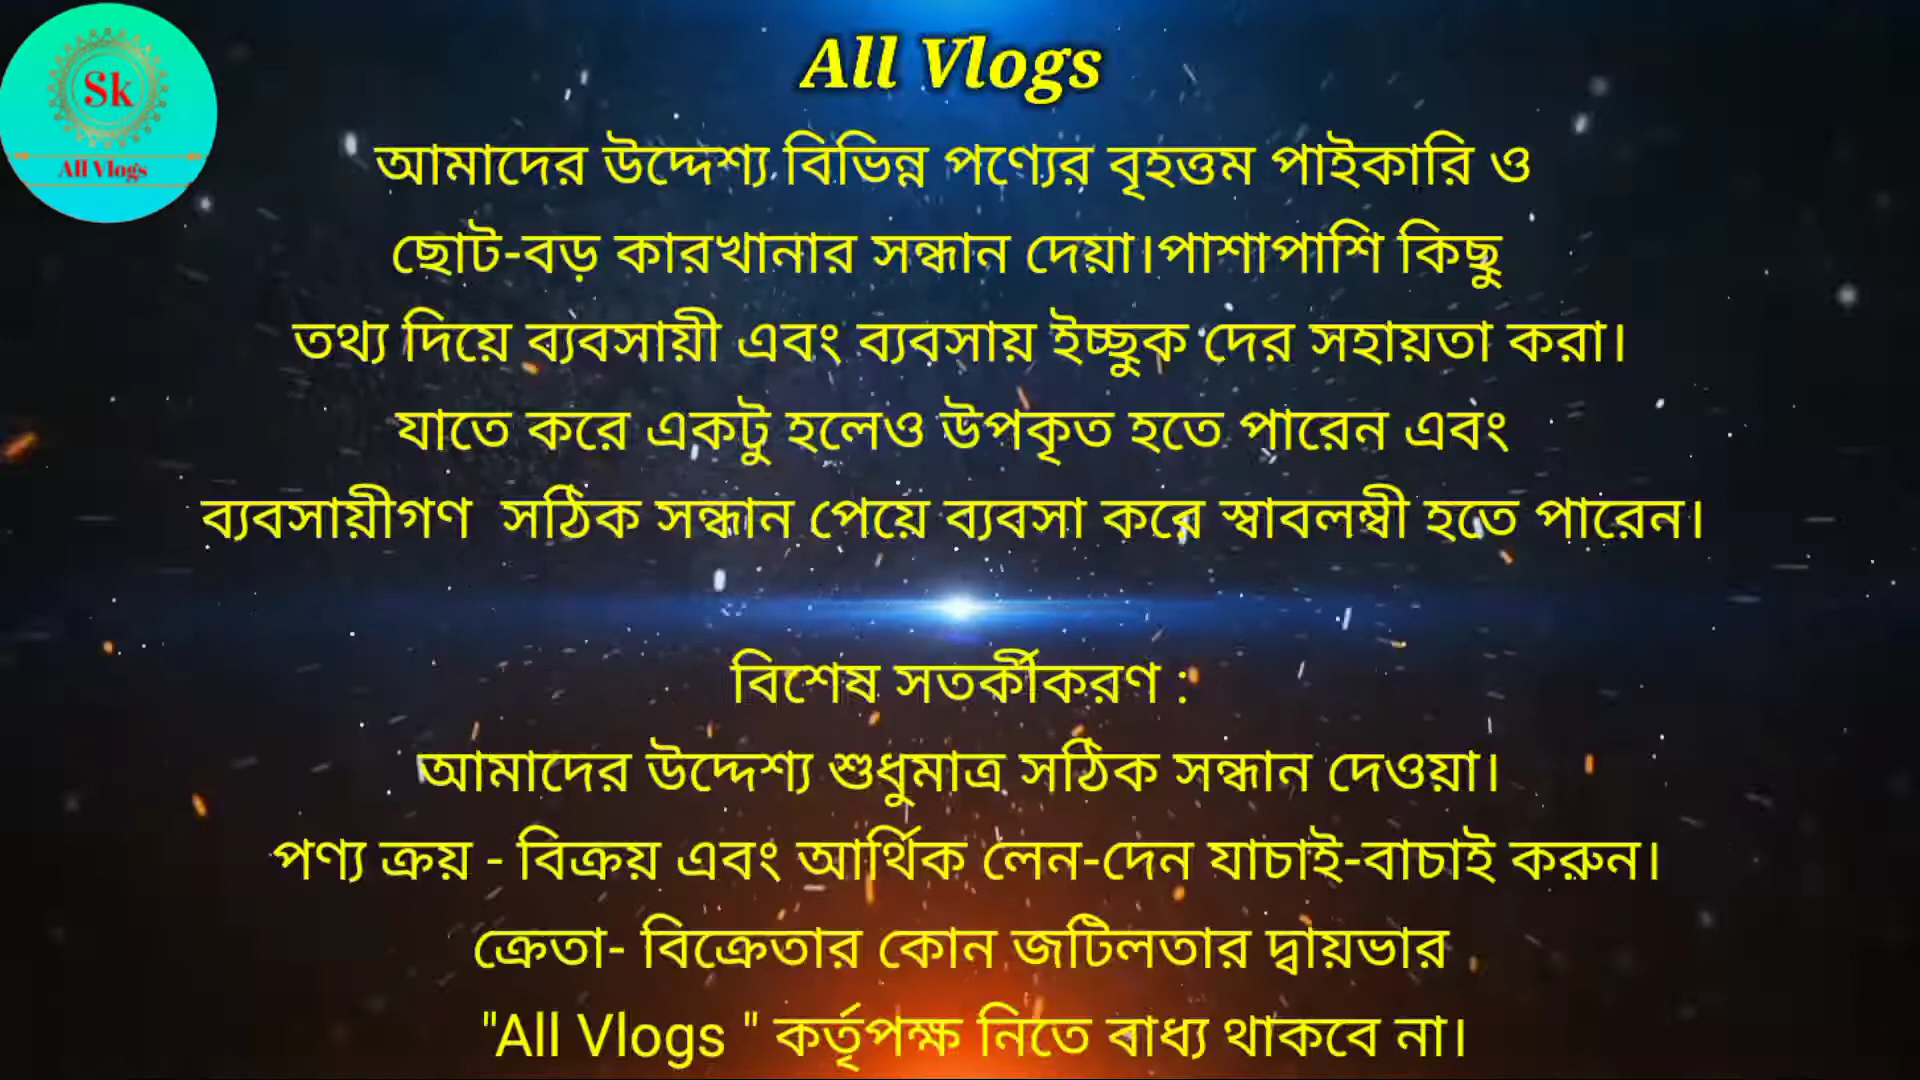 Sk
All Vlogs
All Vlogs
আমাদের উদ্দেশ্য বিভিন্ন পণ্যের বৃহত্তম পাইকারি ও
ছোট-বড় কারখানার সন্ধান দেয়া।পাশাপাশি কিছু
তথ্য দিয়ে ব্যবসায়ী এবং ব্যবসায় ইচ্ছুক দের সহায়তা করা।
যাতে করে একটু হলেও উপকৃত হতে পারেন এবং
ব্যবসায়ীগণ সঠিক সন্ধান পেয়ে ব্যবসা করে স্বাবলম্বী হতে পারেন।
বিশেষ সতর্কীকরণ :
আমাদের উদ্দেশ্য শুধুমাত্র সঠিক সন্ধান দেওয়া।
পণ্য ক্রয় - বিক্রয় এবং আর্থিক লেন-দেন যাচাই-বাচাই করুন।
ক্রেতা- বিক্রেতার কোন জটিলতার দ্বায়ভার
"All Vlogs " কর্তৃপক্ষ নিতে বাধ্য থাকবে না।